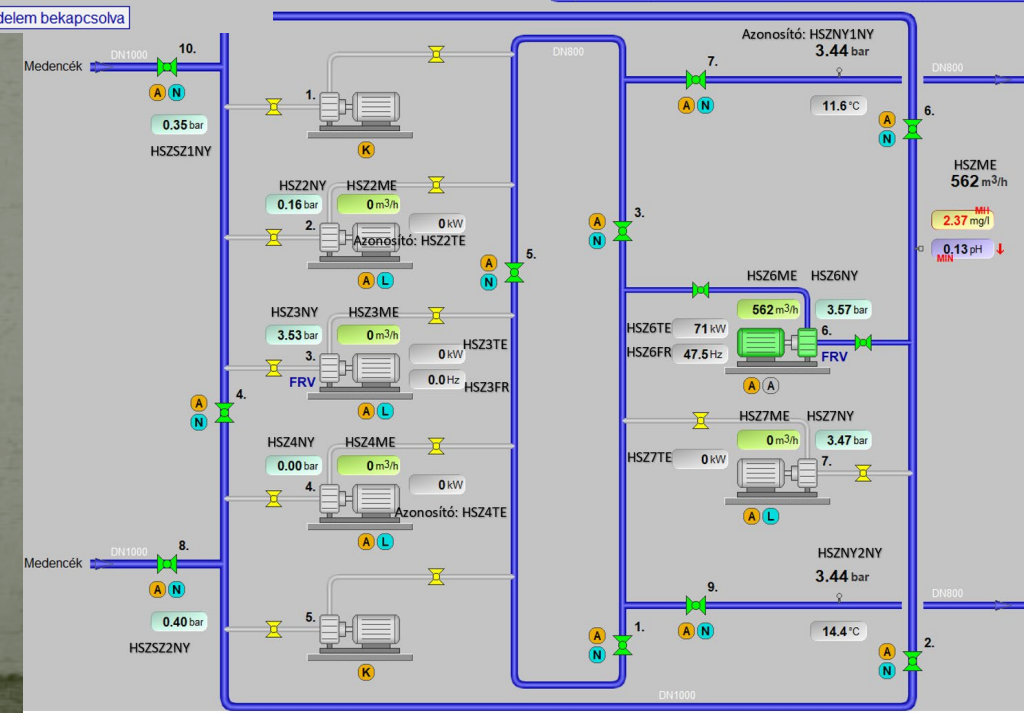 delem bekapcsolva
Azonosító: HSZNY1NY
3.44 bar
10.
DN1000
Medencék
A N
0.35 bar
HSZSZ1NY
1.
K
DN800
7.
A N
11.6 °C
DN800
6.
A
N
HSZME
562 m³/h
MH
2.37 mg/l
0.13 pH
MIN
HSZ2NY HSZ2ME
0.16 bar 0 m³/h
0 kW
2.
Azonosító: HSZ2TE
A L
3.
A
N
5.
A
N
HSZ3NY HSZ3ME
3.53 bar 0 m³/h
HSZ3TE
0 kW
3.
FRV
0.0 Hz
HSZ3FR
A L
HSZ6ME HSZ6NY
562 m³/h 3.57 bar
HSZ6TE 71 kW
6.
HSZ6FR 47.5 Hz
FRV
A A
4.
A
N
HSZ4NY HSZ4ME
0.00 bar 0 m³/h
0 kW
4.
Azonosító: HSZ4TE
A L
HSZ7ME HSZ7NY
0 m³/h 3.47 bar
HSZ7TE 0 kW
7.
A L
8.
DN1000
Medencék
A N
0.40 bar
HSZSZ2NY
5.
K
HSZNY2NY
3.44 bar
9.
DN800
A N
14.4 °C
1.
A
N
2.
A
N
DN1000